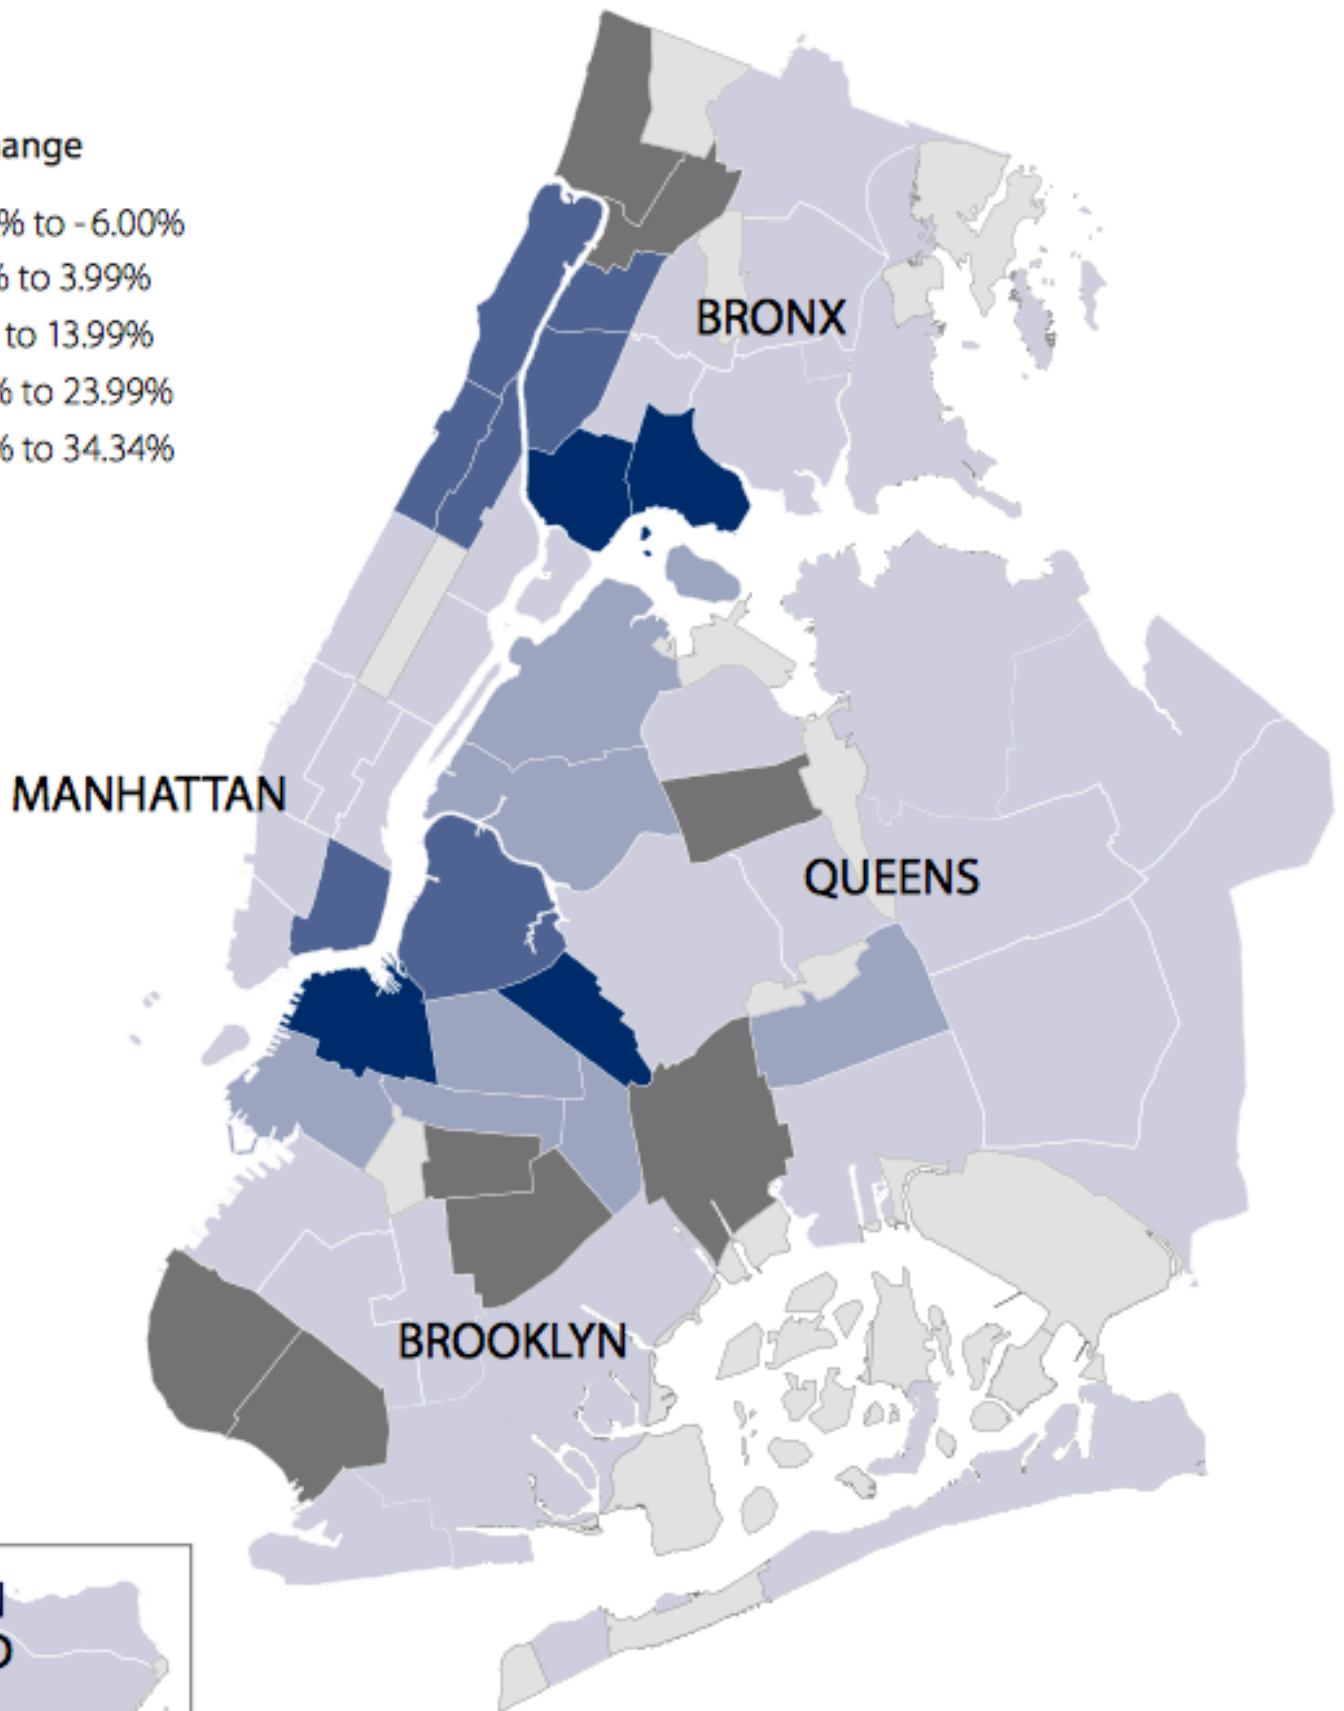 ange
% to -6.00%
% to 3.99%
to 13.99%
% to 23.99%
% to 34.34%
BRONX
MANHATTAN
QUEENS
BROOKLYN